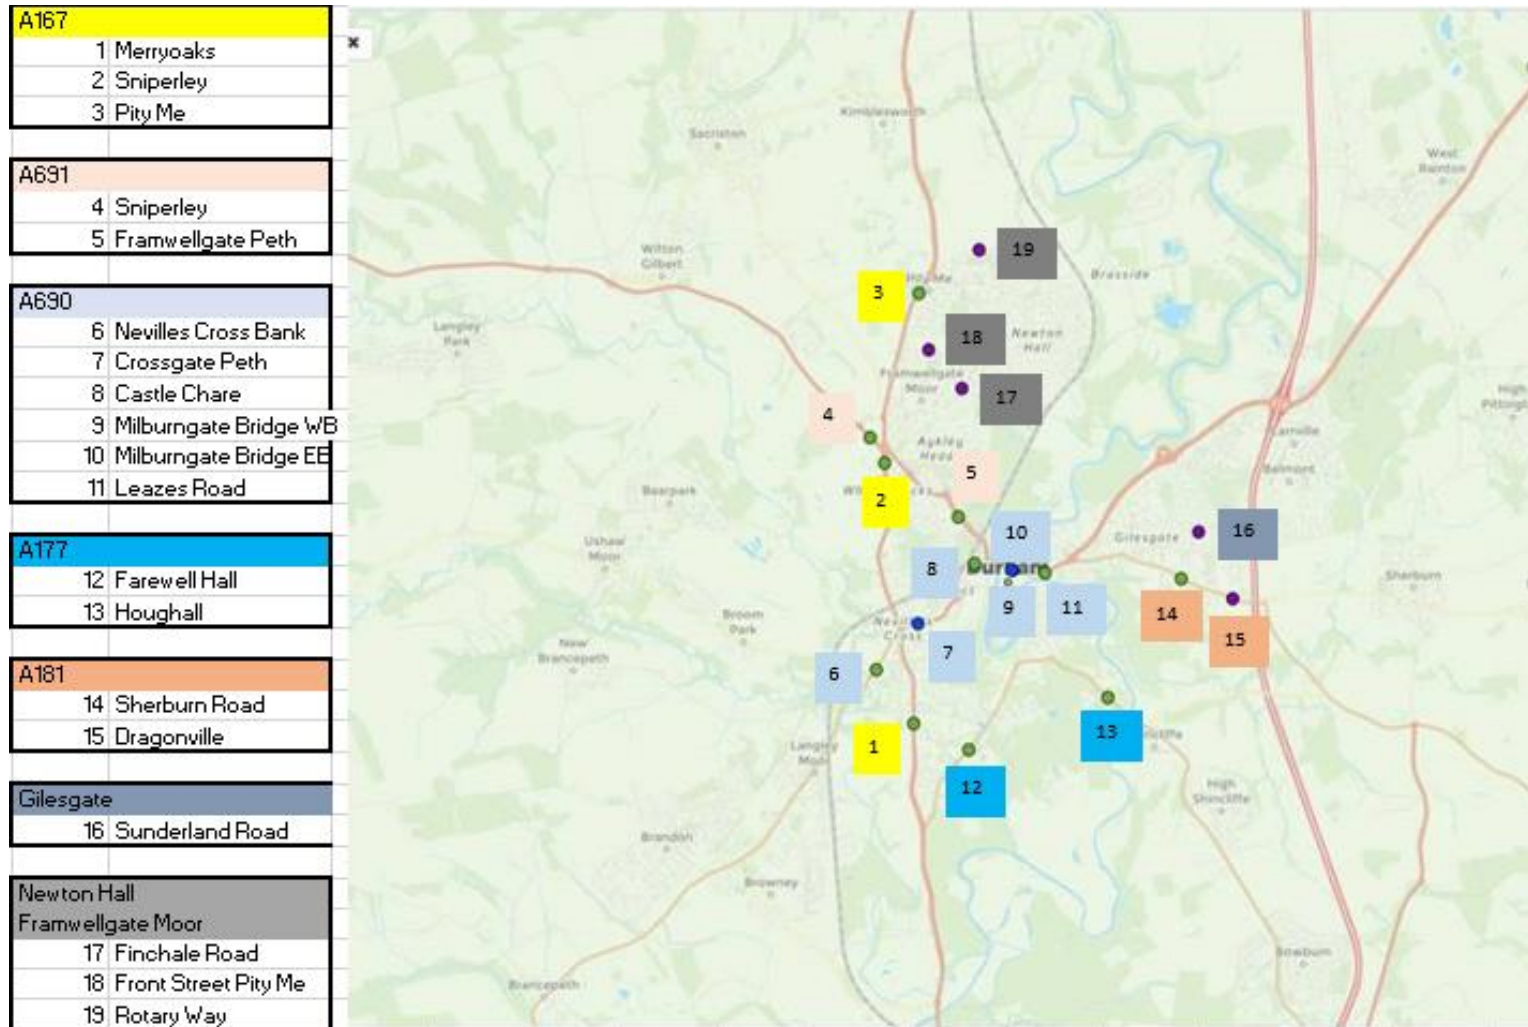 A167
1 Merryoaks
2 Sniperley
3 Pity Me
A691
4 Sniperley
5 Framwellgate Peth
A690
6 Nevilles Cross Bank
7 Crossgate Peth
8 Castle Chare
9 Milburngate Bridge WB
10 Milburngate Bridge EB
11 Leazes Road
A177
12 Farewell Hall
13 Houghall
A181
14 Sherburn Road
15 Dragonville
Gilesgate
16 Sunderland Road
Newton Hall
Framwellgate Moor
17 Finchale Road
18 Front Street Pity Me
19 Rotary Way
×
Kimblesworth
Sacriston
West
Rainton
Witton
Gilbert
19
Brasside
3
Pity Me
Langley
Park
18
Newton
Hall
Framwellgate
Moor
17
High
4
Carrville
Aykley
Heads
Belmont
5
Bearpark
2
10
16
Gilesgate
Ushaw
Moor
8
Durham
Sherburn
9
11
14
Broom
Park
Nevilles
Cross
15
New
Brancepeth
7
6
13
1
Langley
Moor
12
High
Shincliffe
Brandon
Browney
Bowburn
Brancepeth